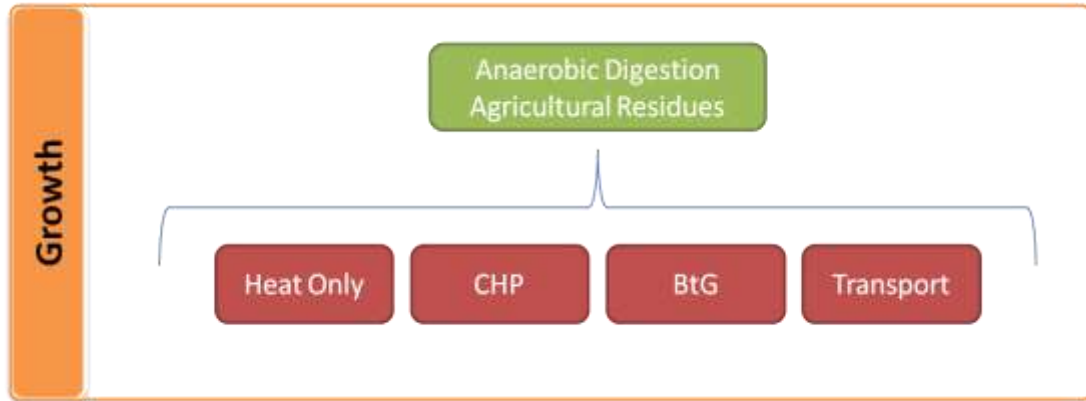 Growth
Anaerobic Digestion
Agricultural Residues
Heat Only
CHP
BtG
Transport